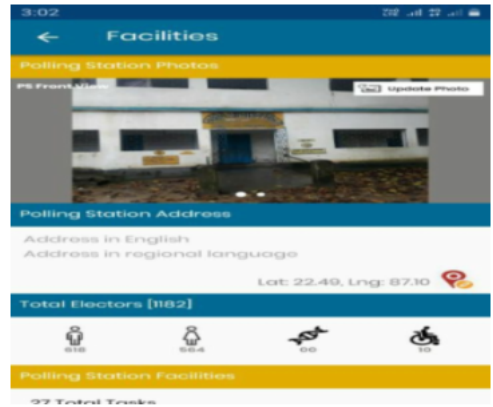 3:02
Facilities
Polling Station Photos
PS Front View
Update Photo
Polling Station Address
Address in English
Address in regional language
Lat: 22.49, Lng: 87.10
Total Electors [1182]
618
564
00
10
Polling Station Facilities
27 Total Tasks